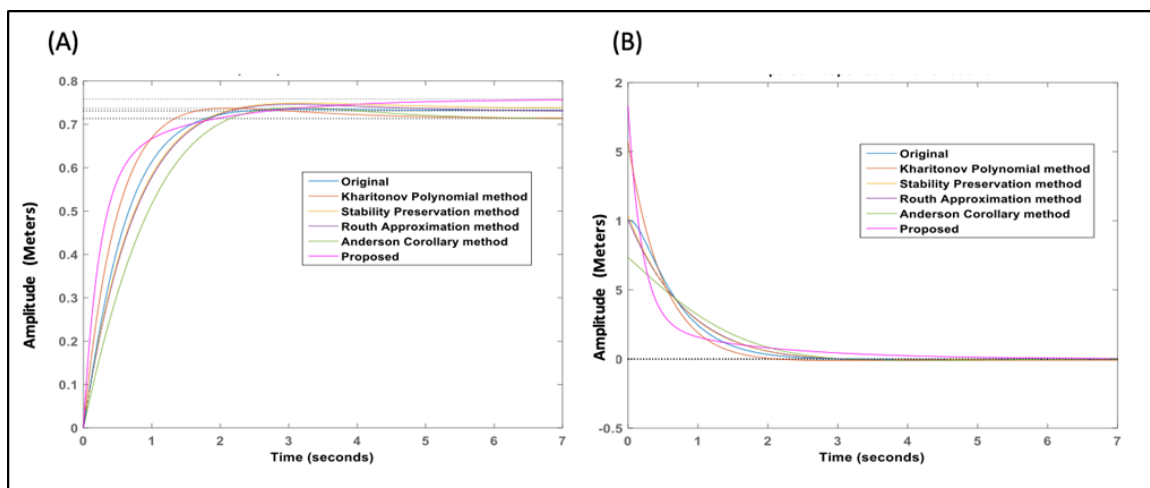 (A)
0.8
0.7
0.6
0.5
0.4
0.3
0.2
0.1
0
0 1 2 3 4 5 6 7
Time (seconds)
Amplitude (Meters)
Original
Kharitonov Polynomial method
Stability Preservation method
Routh Approximation method
Anderson Corollary method
Proposed
(B)
2
5
1
5
0
-0.5
0 1 2 3 4 5 6 7
Time (seconds)
Amplitude (Meters)
Original
Kharitonov Polynomial method
Stability Preservation method
Routh Approximation method
Anderson Corollary method
Proposed